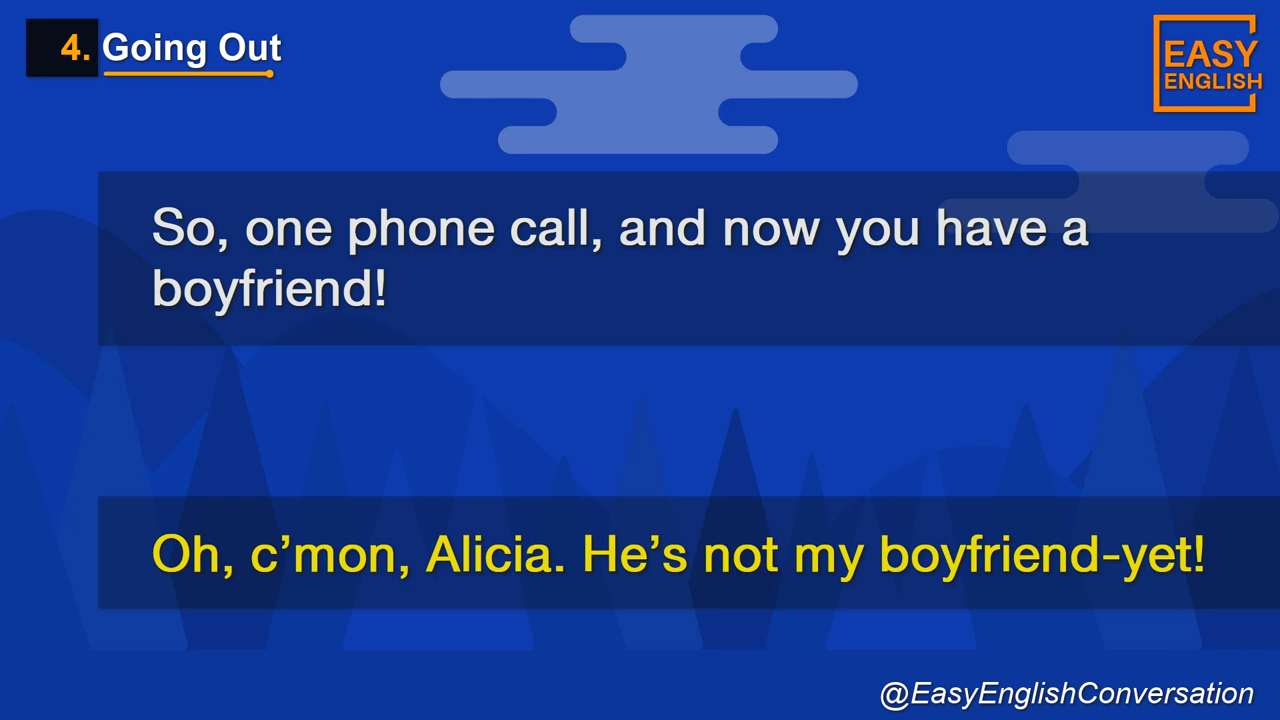 4. Going Out
EASY
ENGLISH
So, one phone call, and now you have a
boyfriend!
Oh, c’mon, Alicia. He’s not my boyfriend-yet!
@EasyEnglishConversation